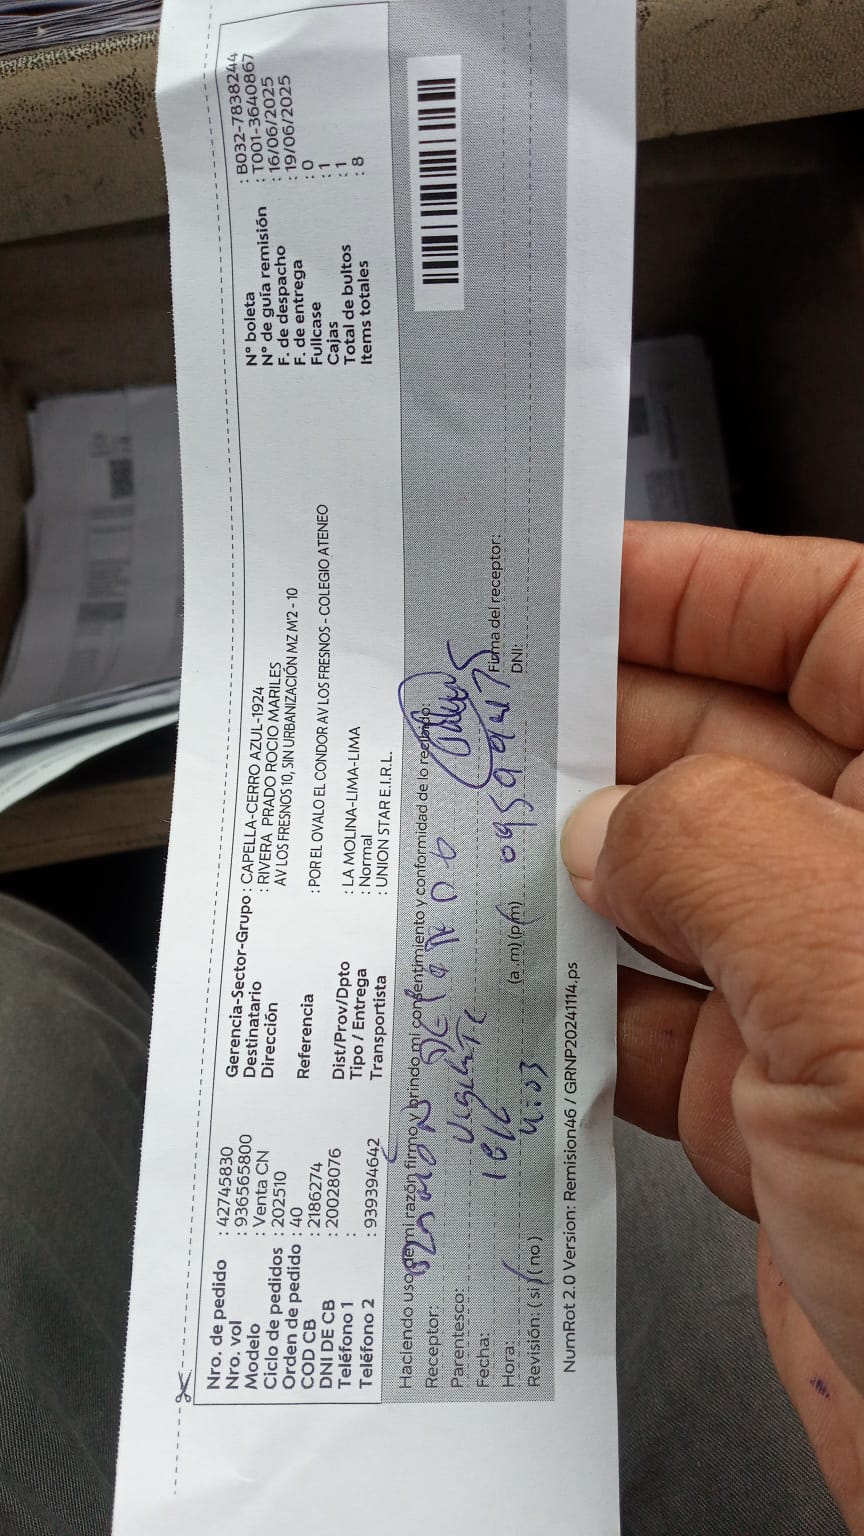 Nro. de pedido : 42745830
Nro. vol : 936565800
Modelo : Venta CN
Ciclo de pedidos : 202510
Orden de pedido : 40
COD CB : 2186274
DNI DE CB : 20028076
Teléfono 1 :
Teléfono 2 : 939394642
Gerencia-Sector-Grupo : CAPELLA-CERRO AZUL-1924
Destinatario : RIVERA PRADO ROCIO MARILES
Dirección AV LOS FRESNOS 10, SIN URBANIZACIÓN MZ M'2 - 10
Referencia : POR EL OVALO EL CONDOR AV LOS FRESNOS - COLEGIO ATENEO
Dist/Prov/Dpto : LA MOLINA-LIMA-LIMA
Tipo / Entrega : Normal
Transportista : UNION STAR E.I.R.L.
N° boleta : B032-7838244
N° de guía remisión : T001-3640867
F. de despacho : 16/06/2025
F. de entrega : 19/06/2025
Fullcase : 0
Cajas : 1
Total de bultos : 1
Items totales : 8
Haciendo uso de mi razón firmo y brindo mi consentimiento y conformidad de lo recibido:
Receptor:
Parentesco: Vigilante
Fecha:
Hora: 4:03 (a .m) (p.m)
Firma del receptor:
Revisión: ( si ) ( no )
DNI:
NumRot 2.0 Version: Remision46 / GRNP20241114.ps